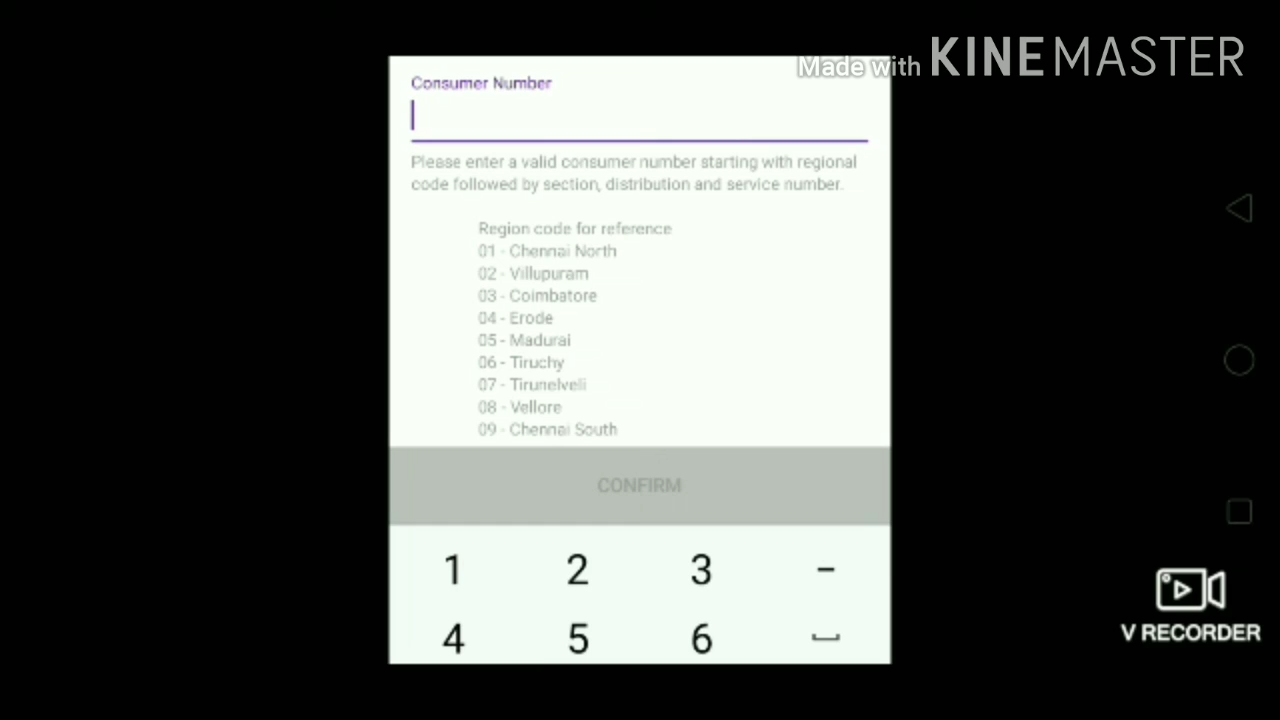 Made with KINEMASTER
Consumer Number
Please enter a valid consumer number starting with regional
code followed by section, distribution and service number.
Region code for reference
01 - Chennai North
02 - Villupuram
03 - Coimbatore
04 - Erode
05 - Madurai
06 - Tiruchy
07 - Tirunelveli
08 - Vellore
09 - Chennai South
CONFIRM
1 2 3 -
4 5 6
V RECORDER